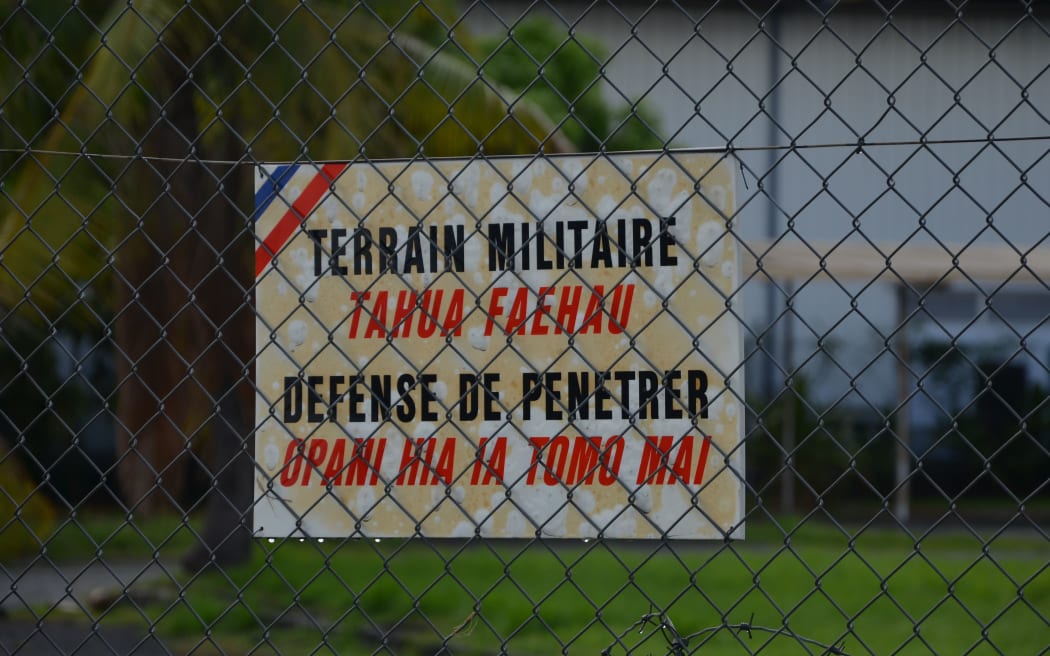 TERRAIN MILITAIRE
TAHUA FAEHAU
DEFENSE DE PENETRER
OPANI HIA IA TOMO MAI